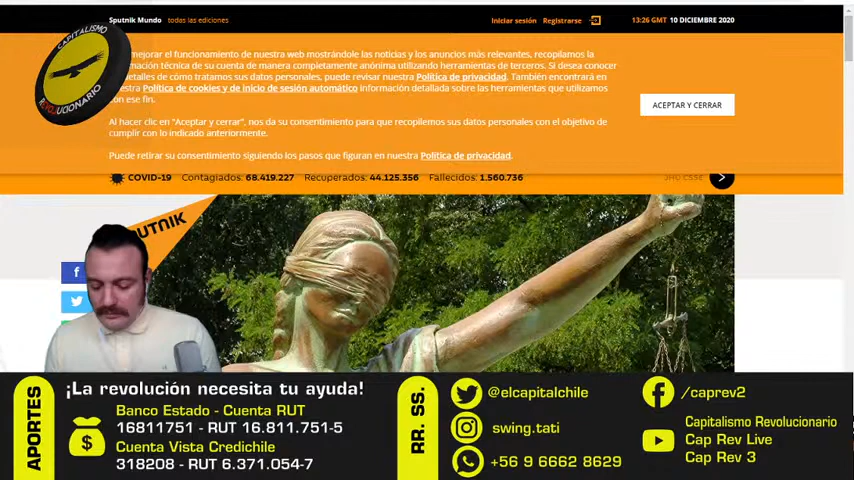 Sputnik Mundo todas las ediciones
Iniciar sesión Registrarse
13:26 GMT 10 DICIEMBRE 2020
CAPITALISMO
REVOLUCIONARIO
mejorar el funcionamiento de nuestra web mostrándole las noticias y los anuncios más relevantes, recopilamos la
mación técnica de su cuenta de manera completamente anónima utilizando herramientas de terceros. Si desea conocer
detalles de cómo tratamos sus datos personales, puede revisar nuestra Política de privacidad. También encontrará en
estra Política de cookies y de inicio de sesión automático información detallada sobre las herramientas que utilizamos
con ese fin.
ACEPTAR Y CERRAR
Al hacer clic en "Aceptar y cerrar", nos da su consentimiento para que recopilemos sus datos personales con el objetivo de
cumplir con lo indicado anteriormente.
Puede retirar su consentimiento siguiendo los pasos que figuran en nuestra Política de privacidad.
COVID-19 Contagiados: 68.419.227 Recuperados: 44.125.356 Fallecidos: 1.560.736
JHU CSSE
PUTNIK
APORTES
¡La revolución necesita tu ayuda!
Banco Estado - Cuenta RUT
16811751 - RUT 16.811.751-5
Cuenta Vista Credichile
318208 - RUT 6.371.054-7
RR. SS.
@elcapitalchile
swing.tati
+56 9 6662 8629
/caprev2
Capitalismo Revolucionario
Cap Rev Live
Cap Rev 3